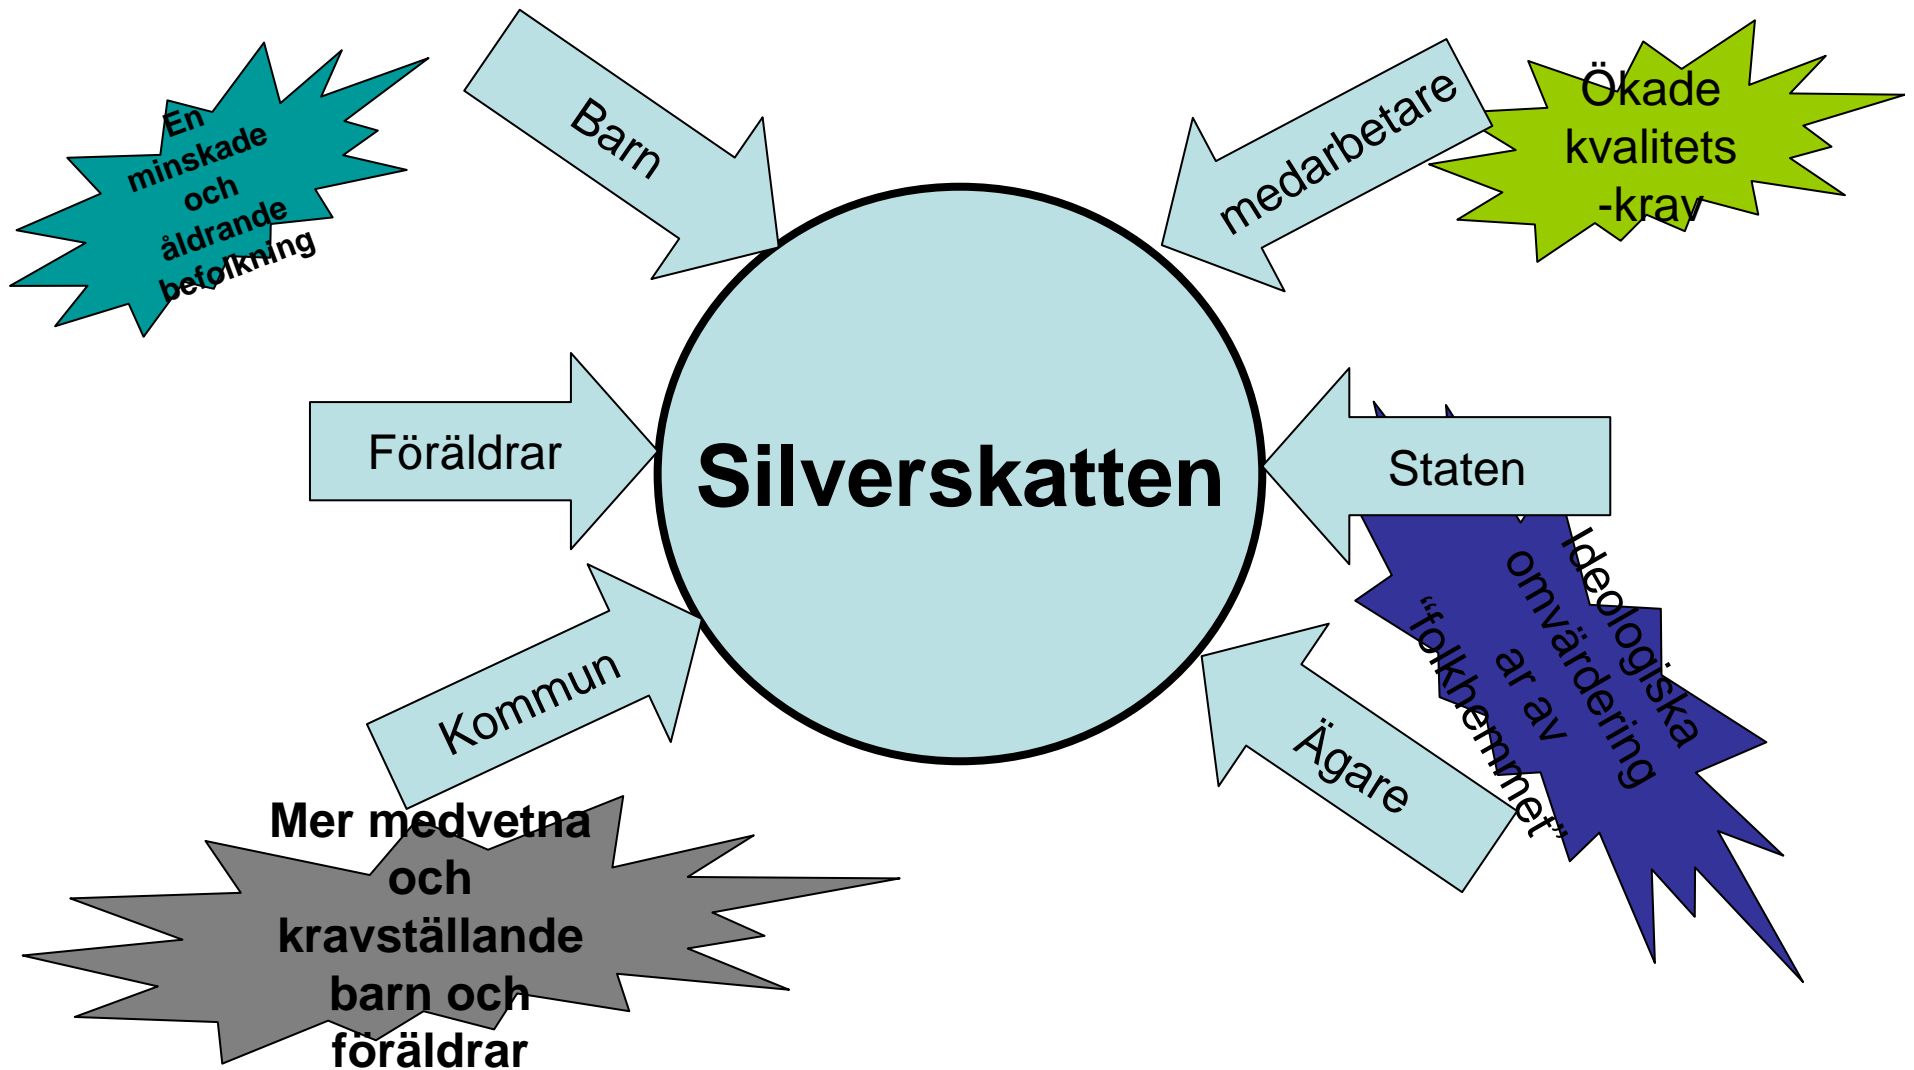 En
minskade
och
åldrande
befolkning
Barn
medarbetare
Ökade
kvalitets
-krav
Föräldrar
Silverskatten
Staten
Kommun
Ägare
Ideologiska
omvärdering
ar av
“folkhemmet”
Mer medvetna
och
kravställande
barn och
föräldrar